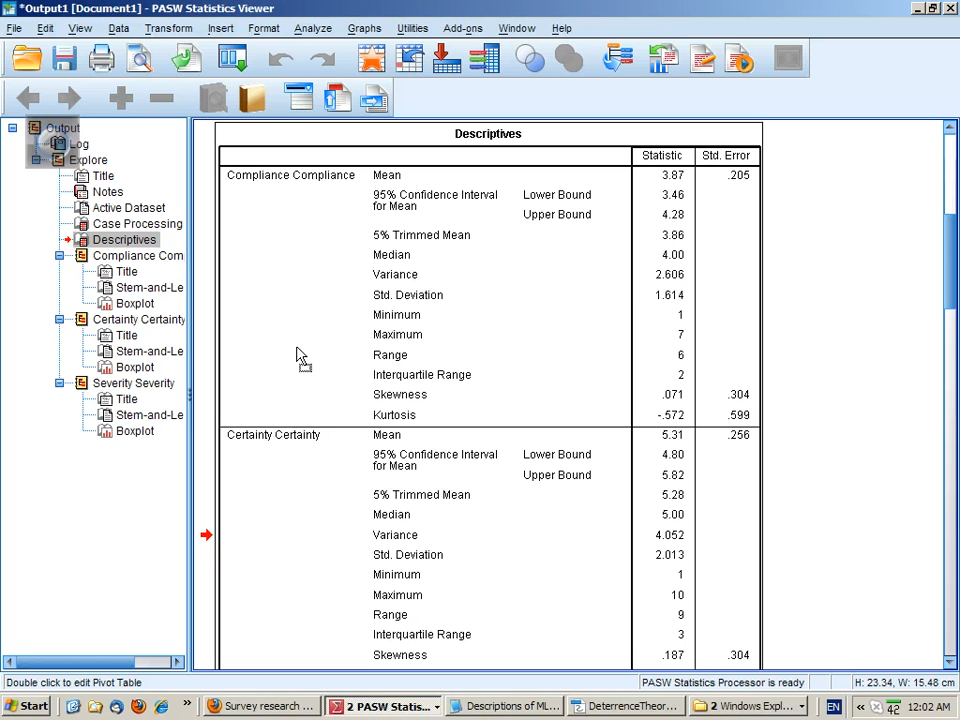 *Output1 [Document1] - PASW Statistics Viewer
File Edit View Data Transform Insert Format Analyze Graphs Utilities Add-ons Window Help
Output
Log
Explore
Title
Notes
Active Dataset
Case Processing
Descriptives
Compliance Com
Title
Stem-and-Le
Boxplot
Certainty Certainty
Title
Stem-and-Le
Boxplot
Severity Severity
Title
Stem-and-Le
Boxplot
Descriptives
Statistic Std. Error
Compliance Compliance Mean 3.87 .205
95% Confidence Interval for Mean Lower Bound 3.46
Upper Bound 4.28
5% Trimmed Mean 3.86
Median 4.00
Variance 2.606
Std. Deviation 1.614
Minimum 1
Maximum 7
Range 6
Interquartile Range 2
Skewness .071 .304
Kurtosis -.572 .599
Certainty Certainty Mean 5.31 .256
95% Confidence Interval for Mean Lower Bound 4.80
Upper Bound 5.82
5% Trimmed Mean 5.28
Median 5.00
Variance 4.052
Std. Deviation 2.013
Minimum 1
Maximum 10
Range 9
Interquartile Range 3
Skewness .187 .304
Double click to edit Pivot Table PASW Statistics Processor is ready H: 23.34, W: 15.48 cm
Start » Survey research ... 2 PASW Statis... Descriptions of ML... DeterrenceTheor... 2 Windows Expl... EN « 42 12:02 AM